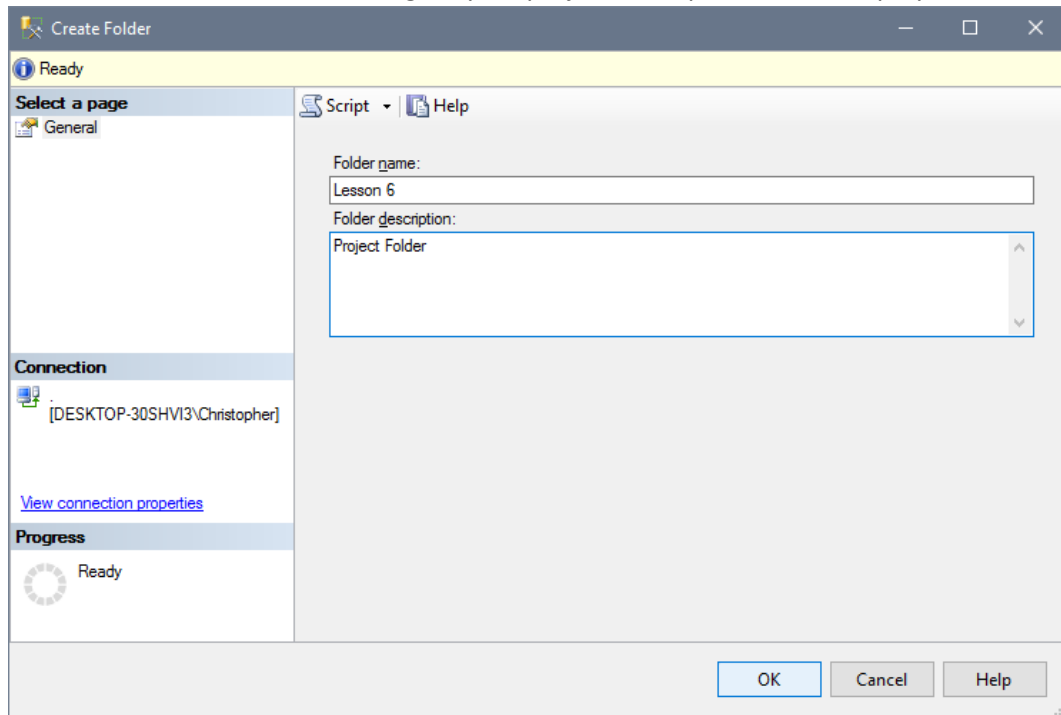 Create Folder
Ready
Select a page
General
Script
Help
Folder name:
Lesson 6
Folder description:
Project Folder
Connection
.
[DESKTOP-30SHVI3\Christopher]
View connection properties
Progress
Ready
OK
Cancel
Help